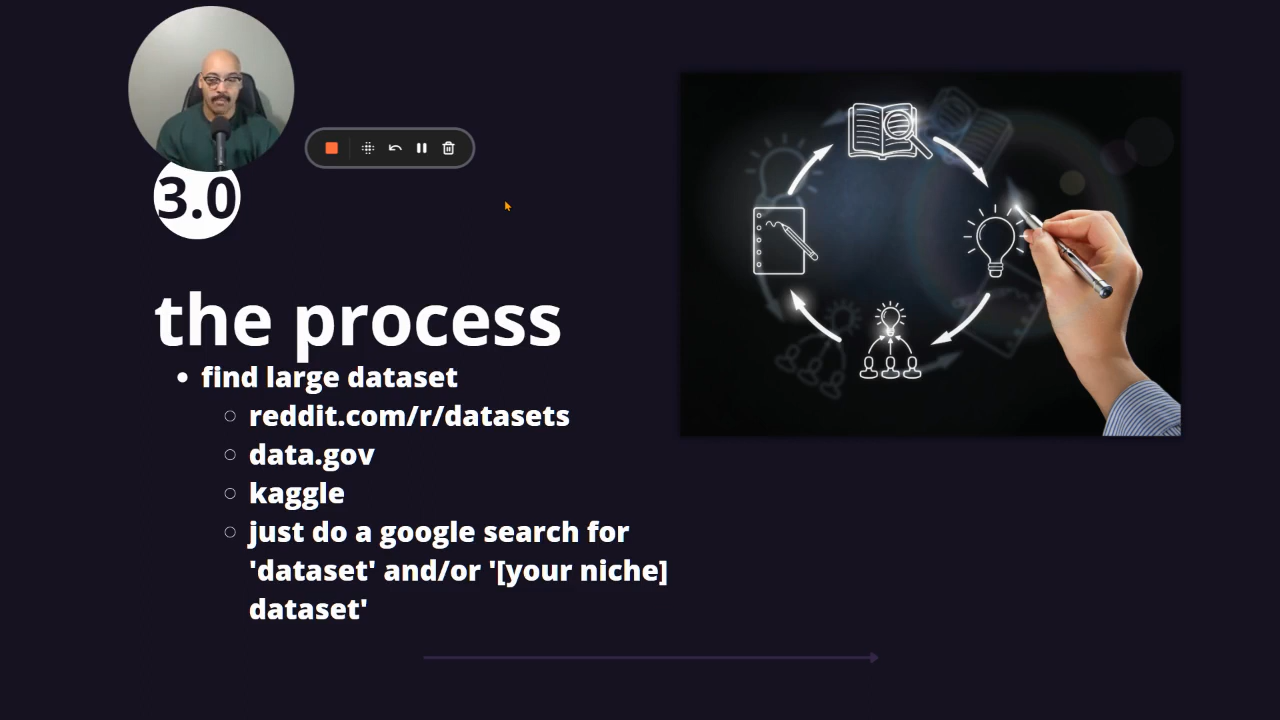 3.0
the process
find large dataset
reddit.com/r/datasets
data.gov
kaggle
just do a google search for
'dataset' and/or '[your niche]
dataset'